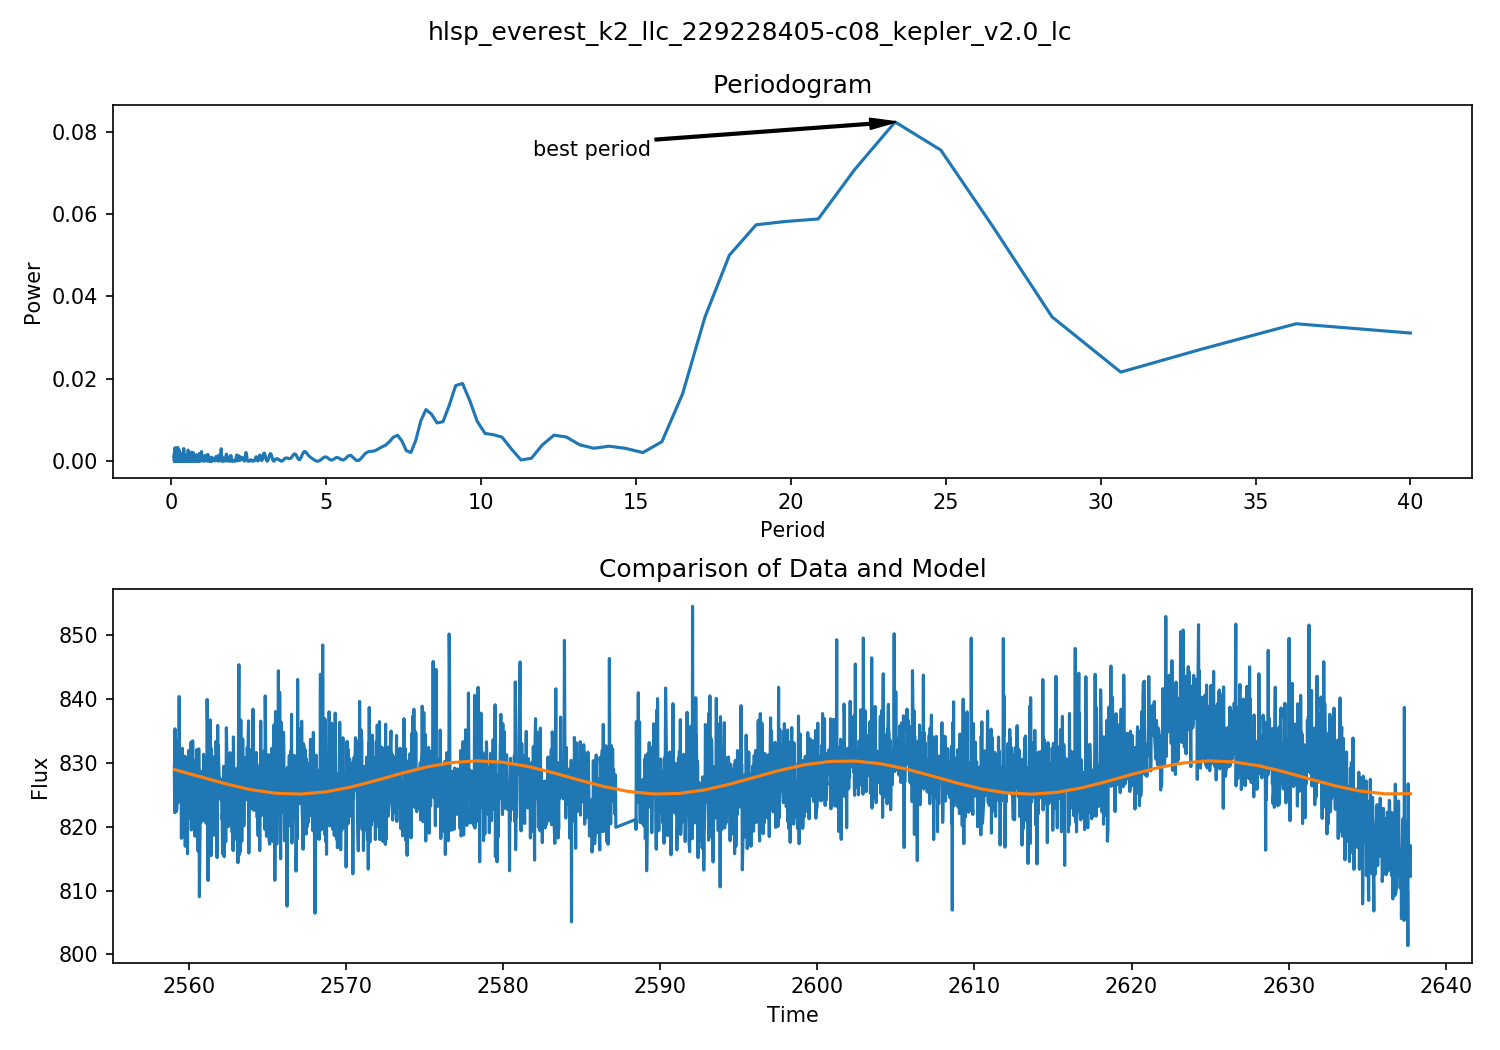 hlsp_everest_k2_llc_229228405-c08_kepler_v2.0_lc
Periodogram
best period
Power
0.08
0.06
0.04
0.02
0.00
0 5 10 15 20 25 30 35 40
Period
Comparison of Data and Model
Flux
850
840
830
820
810
800
2560 2570 2580 2590 2600 2610 2620 2630 2640
Time